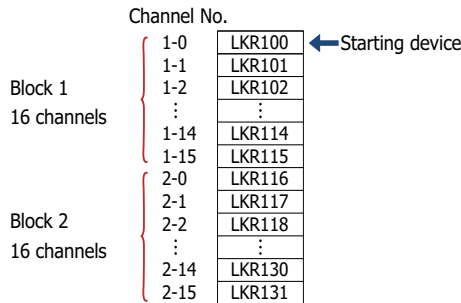 Channel No.
1-0 LKR100 Starting device
1-1 LKR101
Block 1 1-2 LKR102
16 channels ⋮ ⋮
1-14 LKR114
1-15 LKR115
2-0 LKR116
2-1 LKR117
Block 2 2-2 LKR118
16 channels ⋮ ⋮
2-14 LKR130
2-15 LKR131